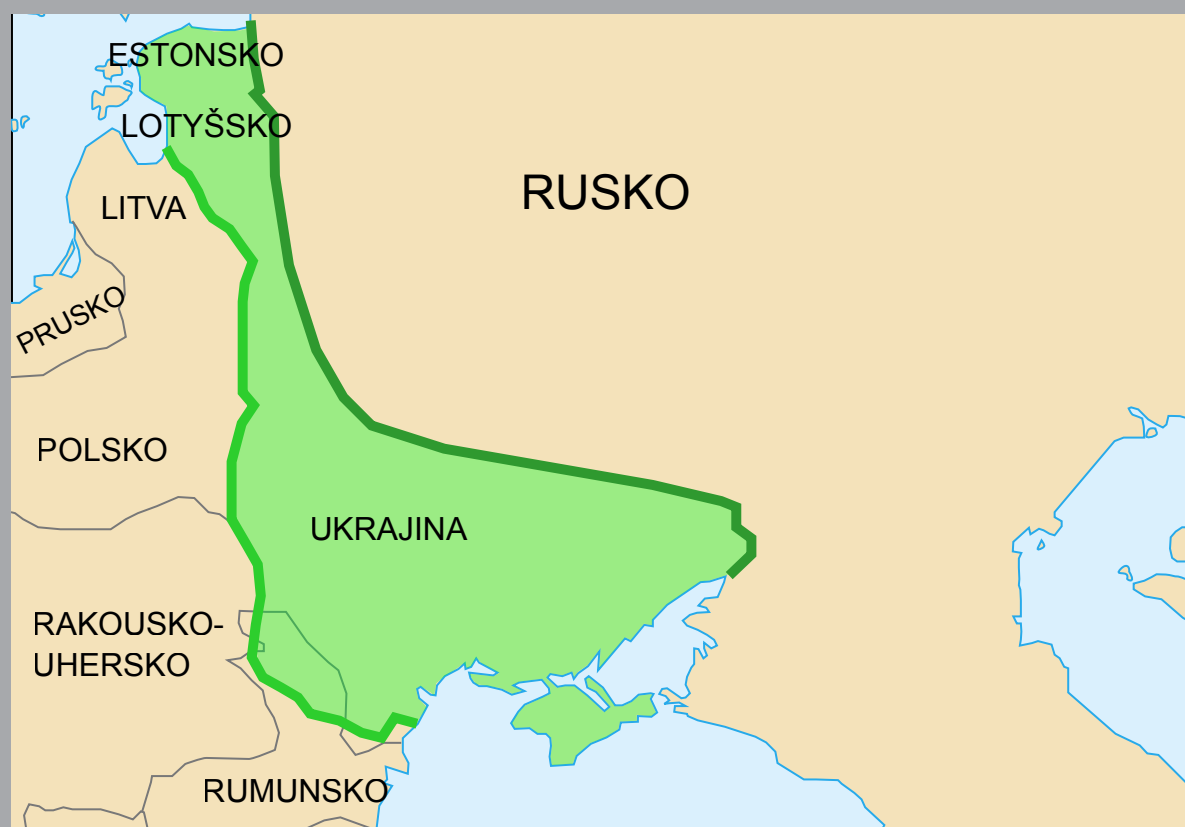 ESTONSKO
LOTYŠSKO
RUSKO
LITVA
PRUSKO
POLSKO
UKRAJINA
RAKOUSKO-
UHERSKO
RUMUNSKO